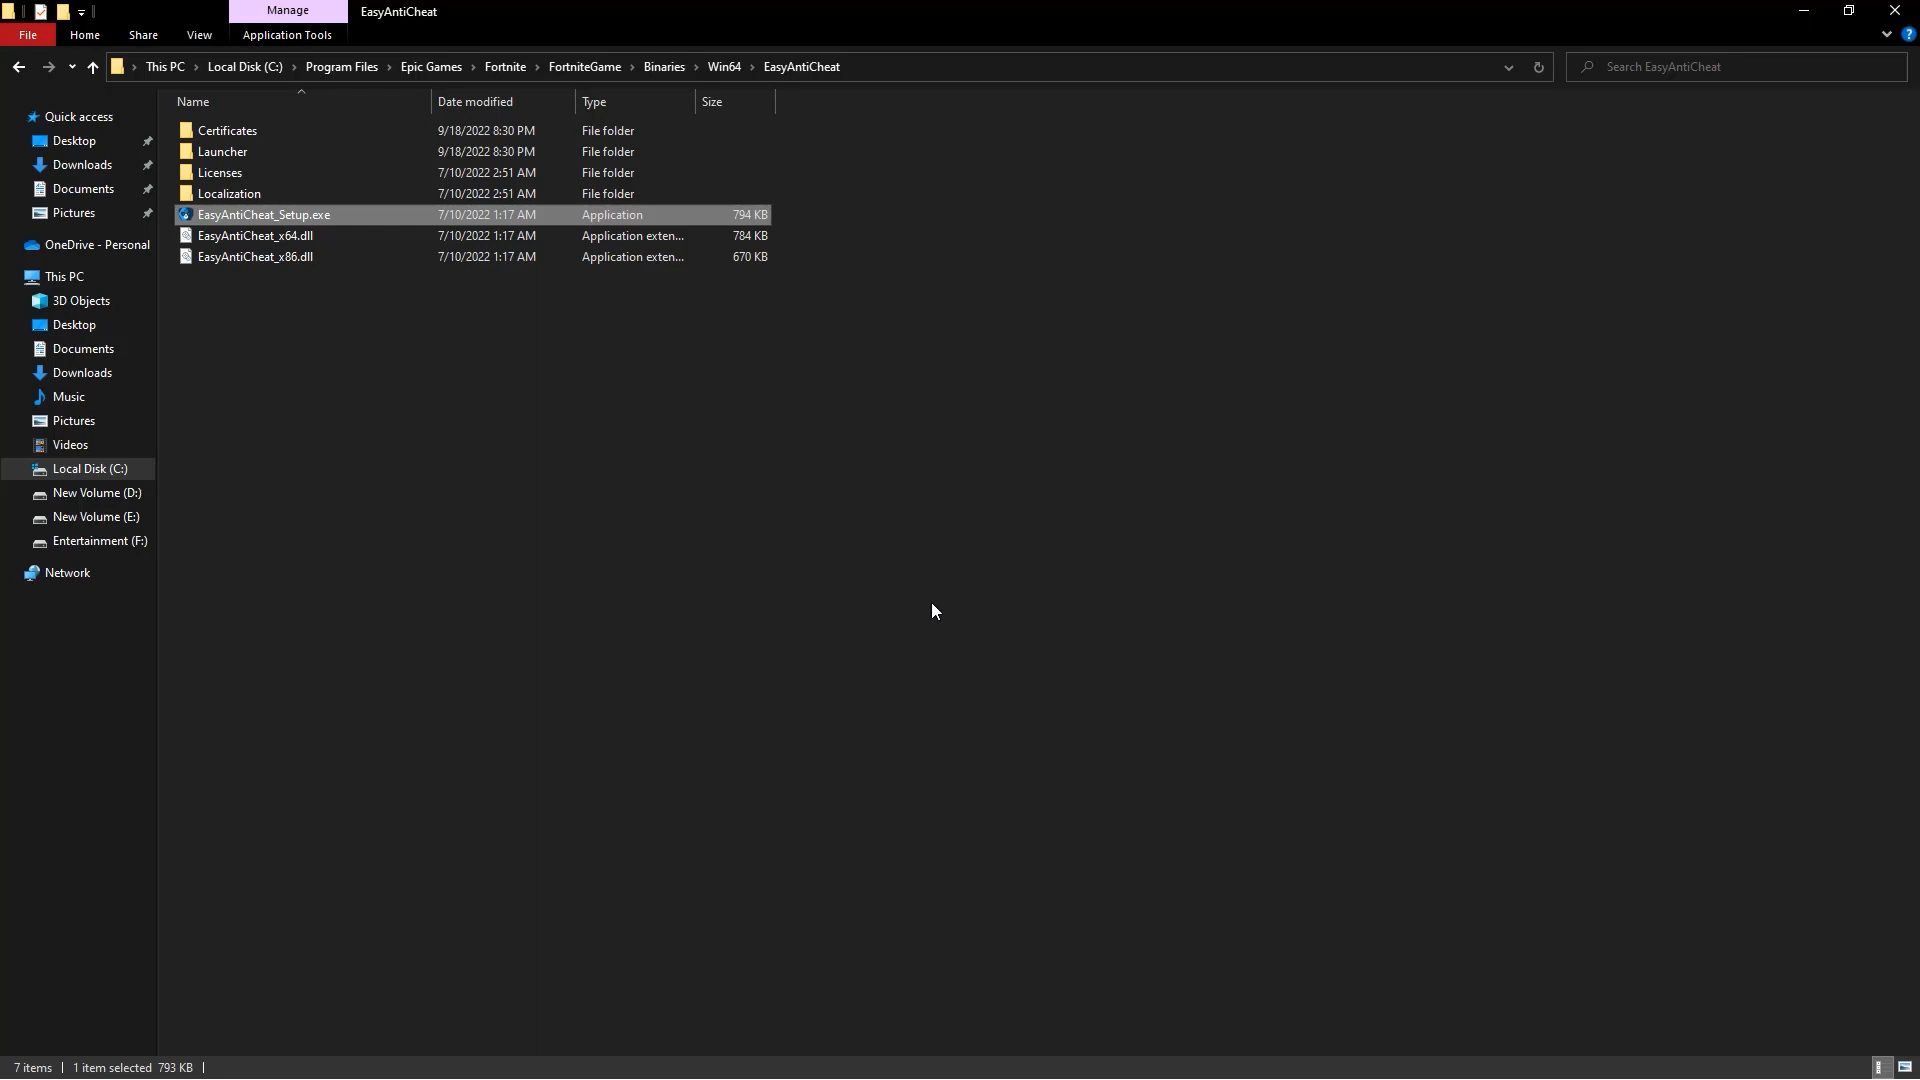 Manage
EasyAntiCheat
File Home Share View Application Tools
?
This PC › Local Disk (C:) › Program Files › Epic Games › Fortnite › FortniteGame › Binaries › Win64 › EasyAntiCheat
Search EasyAntiCheat
Name Date modified Type Size
Quick access
Desktop
Downloads
Documents
Pictures
OneDrive - Personal
This PC
3D Objects
Desktop
Documents
Downloads
Music
Pictures
Videos
Local Disk (C:)
New Volume (D:)
New Volume (E:)
Entertainment (F:)
Network
Certificates 9/18/2022 8:30 PM File folder
Launcher 9/18/2022 8:30 PM File folder
Licenses 7/10/2022 2:51 AM File folder
Localization 7/10/2022 2:51 AM File folder
EasyAntiCheat_Setup.exe 7/10/2022 1:17 AM Application 794 KB
EasyAntiCheat_x64.dll 7/10/2022 1:17 AM Application exten... 784 KB
EasyAntiCheat_x86.dll 7/10/2022 1:17 AM Application exten... 670 KB
7 items | 1 item selected 793 KB |